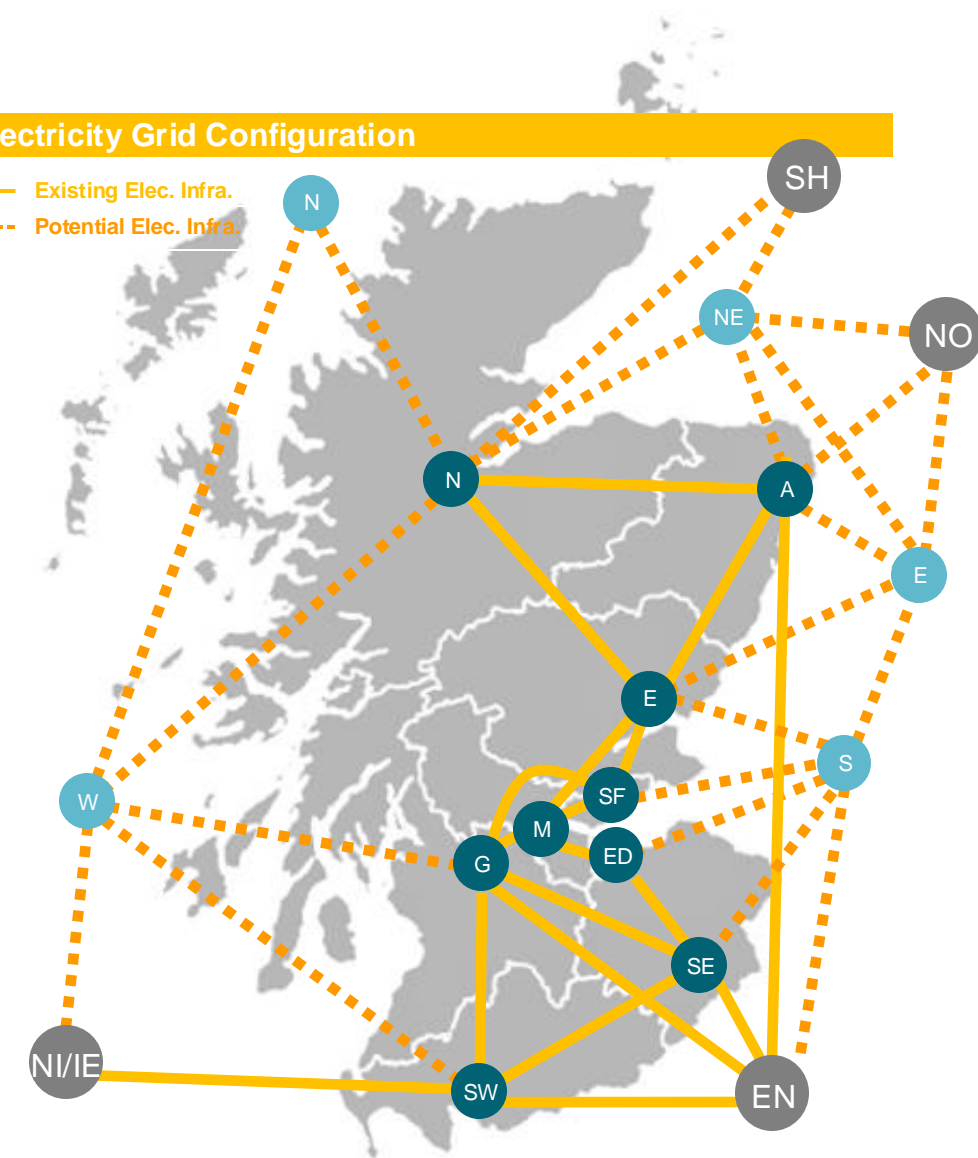 ectricity Grid Configuration
SH
Existing Elec. Infra.
N
Potential Elec. Infra.
NE
NO
N
A
E
E
S
W
SF
M
ED
G
SE
NI/IE
SW
EN